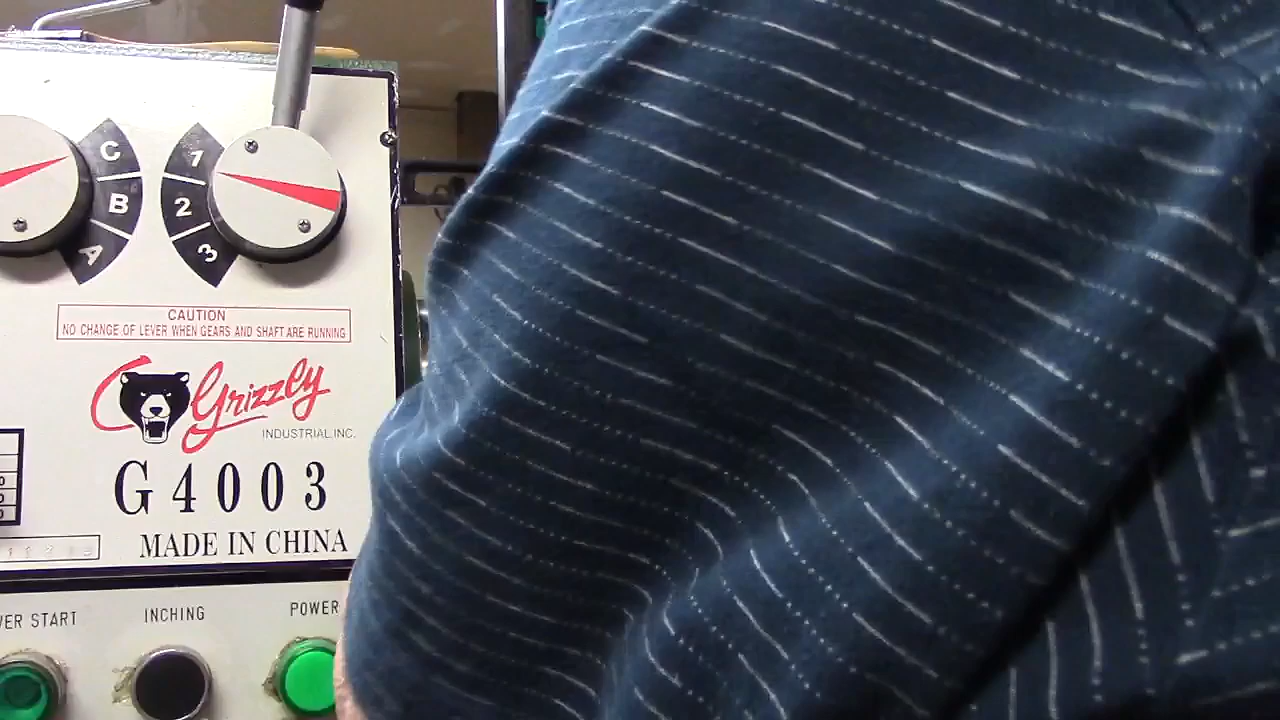 C
B
A
1
2
3
CAUTION
NO CHANGE OF LEVER WHEN GEARS AND SHAFT ARE RUNNING
Grizzly
INDUSTRIAL.INC.
G4003
MADE IN CHINA
START
INCHING
POWER